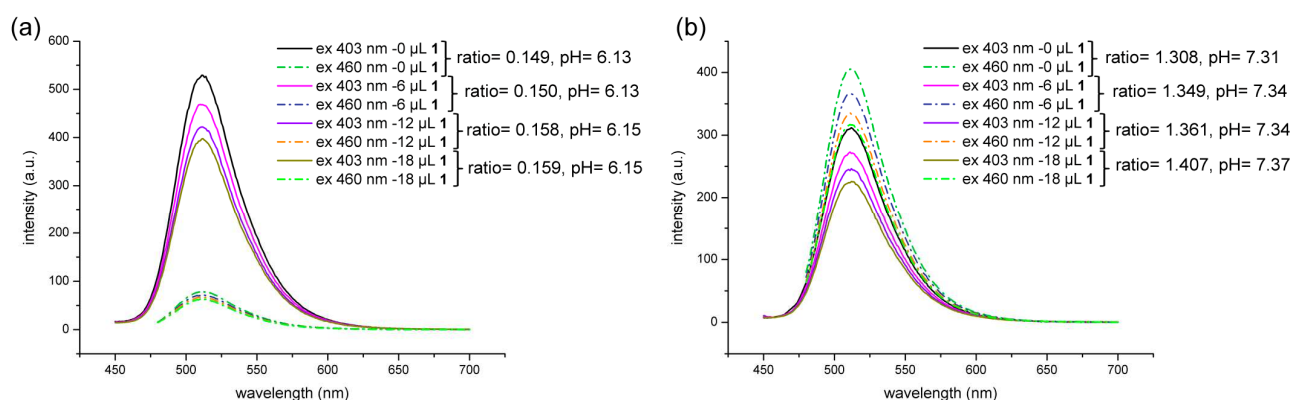 (a)
600
500
400
300
200
100
0
intensity (a.u.)
450 500 550 600 650 700
wavelength (nm)
ex 403 nm -0 µL 1
ex 460 nm -0 µL 1
ratio= 0.149, pH= 6.13
ex 403 nm -6 µL 1
ex 460 nm -6 µL 1
ratio= 0.150, pH= 6.13
ex 403 nm -12 µL 1
ex 460 nm -12 µL 1
ratio= 0.158, pH= 6.15
ex 403 nm -18 µL 1
ex 460 nm -18 µL 1
ratio= 0.159, pH= 6.15
(b)
400
300
200
100
0
intensity (a.u.)
450 500 550 600 650 700
wavelength (nm)
ex 403 nm -0 µL 1
ex 460 nm -0 µL 1
ratio= 1.308, pH= 7.31
ex 403 nm -6 µL 1
ex 460 nm -6 µL 1
ratio= 1.349, pH= 7.34
ex 403 nm -12 µL 1
ex 460 nm -12 µL 1
ratio= 1.361, pH= 7.34
ex 403 nm -18 µL 1
ex 460 nm -18 µL 1
ratio= 1.407, pH= 7.37